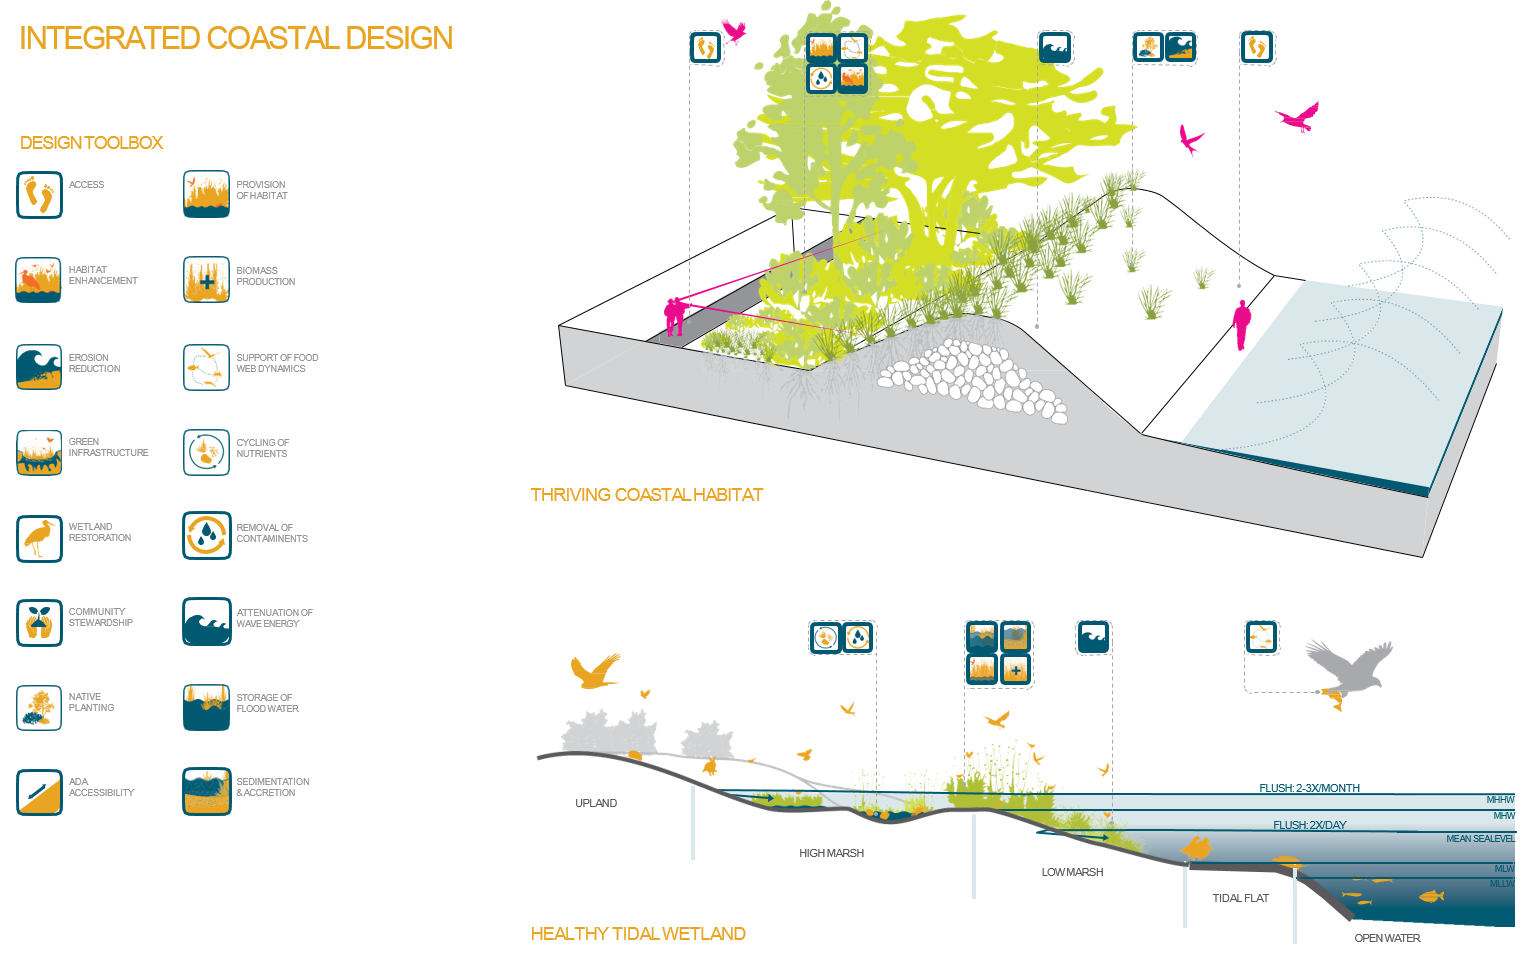 INTEGRATED COASTAL DESIGN
DESIGN TOOLBOX
ACCESS
PROVISION
OF HABITAT
HABITAT
ENHANCEMENT
BIOMASS
PRODUCTION
EROSION
REDUCTION
SUPPORT OF FOOD
WEB DYNAMICS
GREEN
INFRASTRUCTURE
CYCLING OF
NUTRIENTS
WETLAND
RESTORATION
REMOVAL OF
CONTAMINENTS
COMMUNITY
STEWARDSHIP
ATTENUATION OF
WAVE ENERGY
NATIVE
PLANTING
STORAGE OF
FLOOD WATER
ADA
ACCESSIBILITY
SEDIMENTATION
& ACCRETION
THRIVING COASTAL HABITAT
FLUSH: 2-3X/MONTH
MHHW
MHW
FLUSH: 2X/DAY
MEAN SEALEVEL
MLW
MLLW
UPLAND
HIGH MARSH
LOW MARSH
TIDAL FLAT
OPEN WATER
HEALTHY TIDAL WETLAND